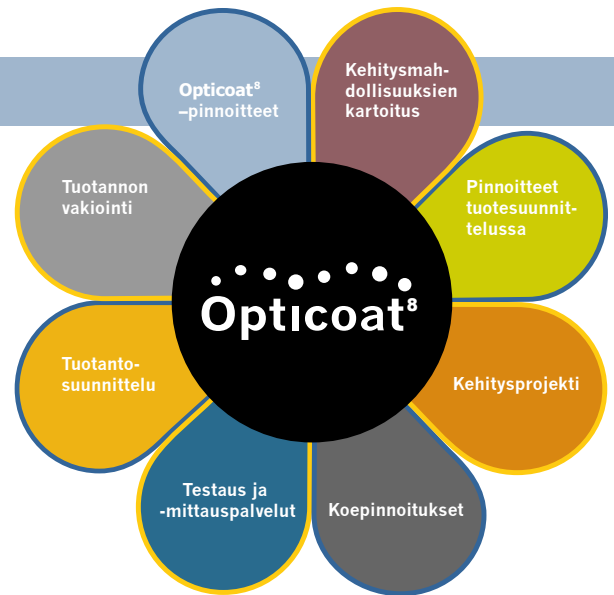 Opticoat⁸
–pinnoitteet
Kehitysmah-
dollisuuksien
kartoitus
Pinnoitteet
tuotesuunnit-
telussa
Kehitysprojekti
Koepinnoitukset
Testaus ja
-mittauspalvelut
Tuotanto-
suunnittelu
Tuotannon
vakiointi
Opticoat⁸